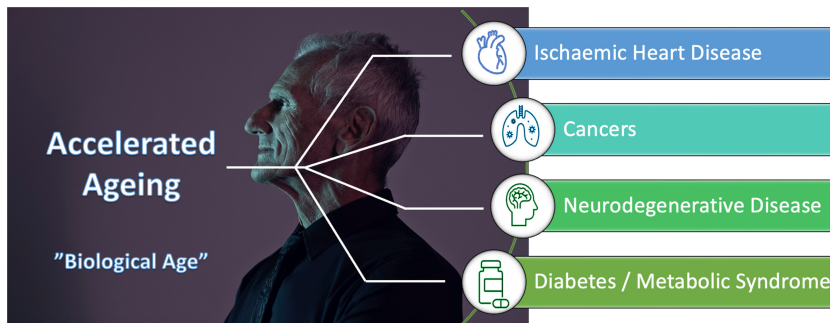 Accelerated
Ageing
”Biological Age”
Ischaemic Heart Disease
Cancers
Neurodegenerative Disease
Diabetes / Metabolic Syndrome